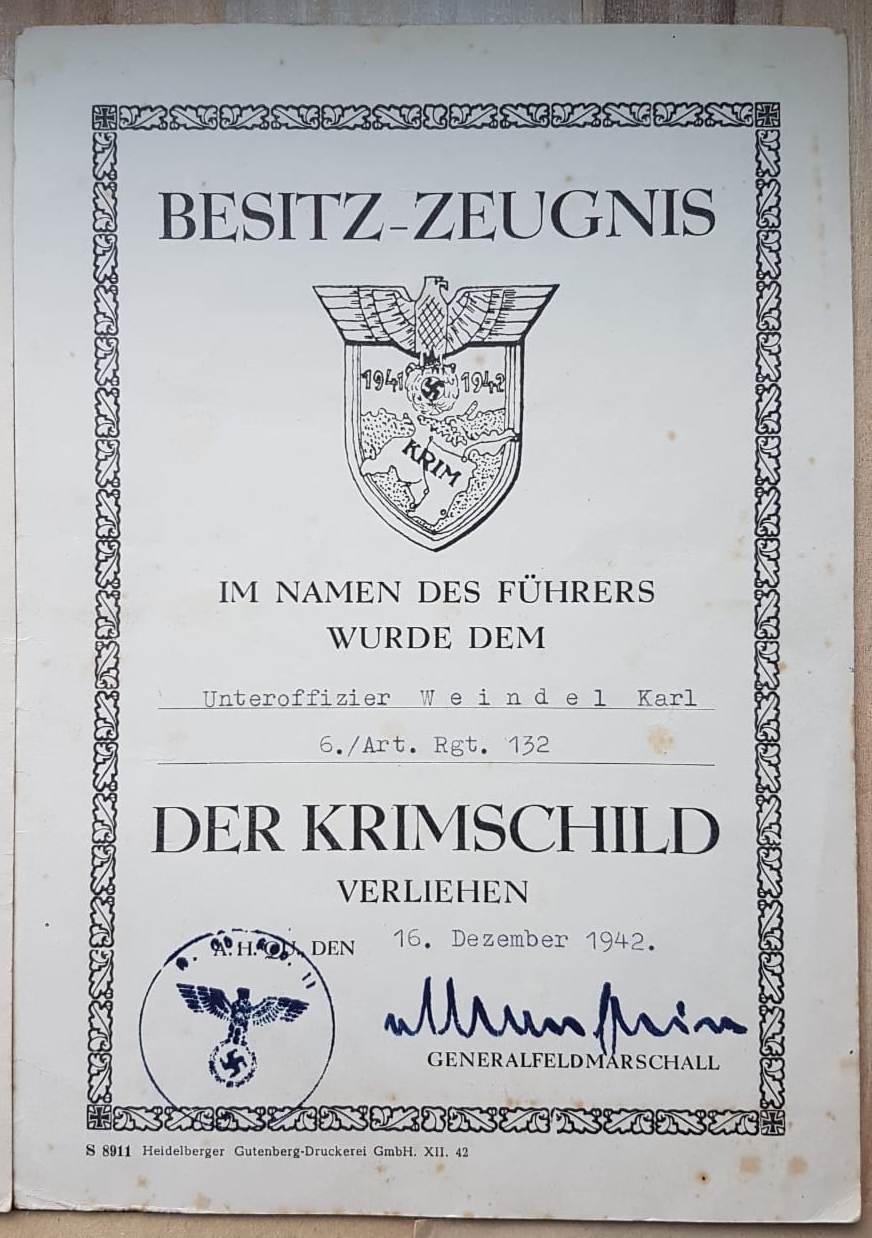 BESITZ-ZEUGNIS
1941 1942
KRIM
IM NAMEN DES FÜHRERS
WURDE DEM
Unteroffizier W e i n d e l Karl
6./Art. Rgt. 132
DER KRIMSCHILD
VERLIEHEN
A. H. QU., DEN 16. Dezember 1942.
GENERALFELDMARSCHALL
S 8911 Heidelberger Gutenberg-Druckerei GmbH. XII. 42